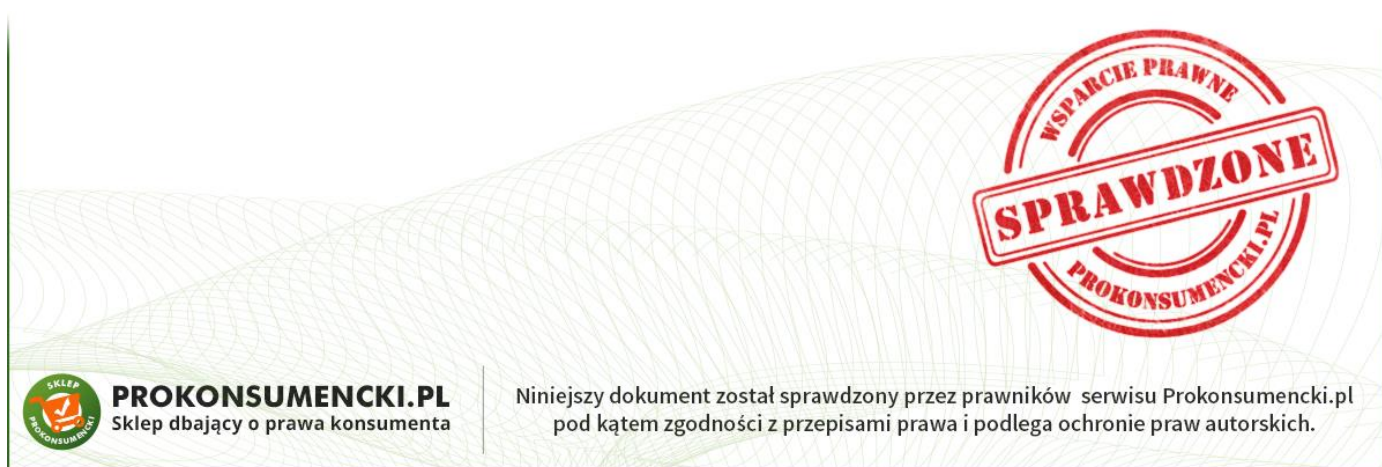 WSPARCIE PRAWNE
SPRAWDZONE
PROKONSUMENCKI.PL
SKLEP
PROKONSUMENCKI
PROKONSUMENCKI.PL
Sklep dbający o prawa konsumenta
Niniejszy dokument został sprawdzony przez prawników serwisu Prokonsumencki.pl
pod kątem zgodności z przepisami prawa i podlega ochronie praw autorskich.